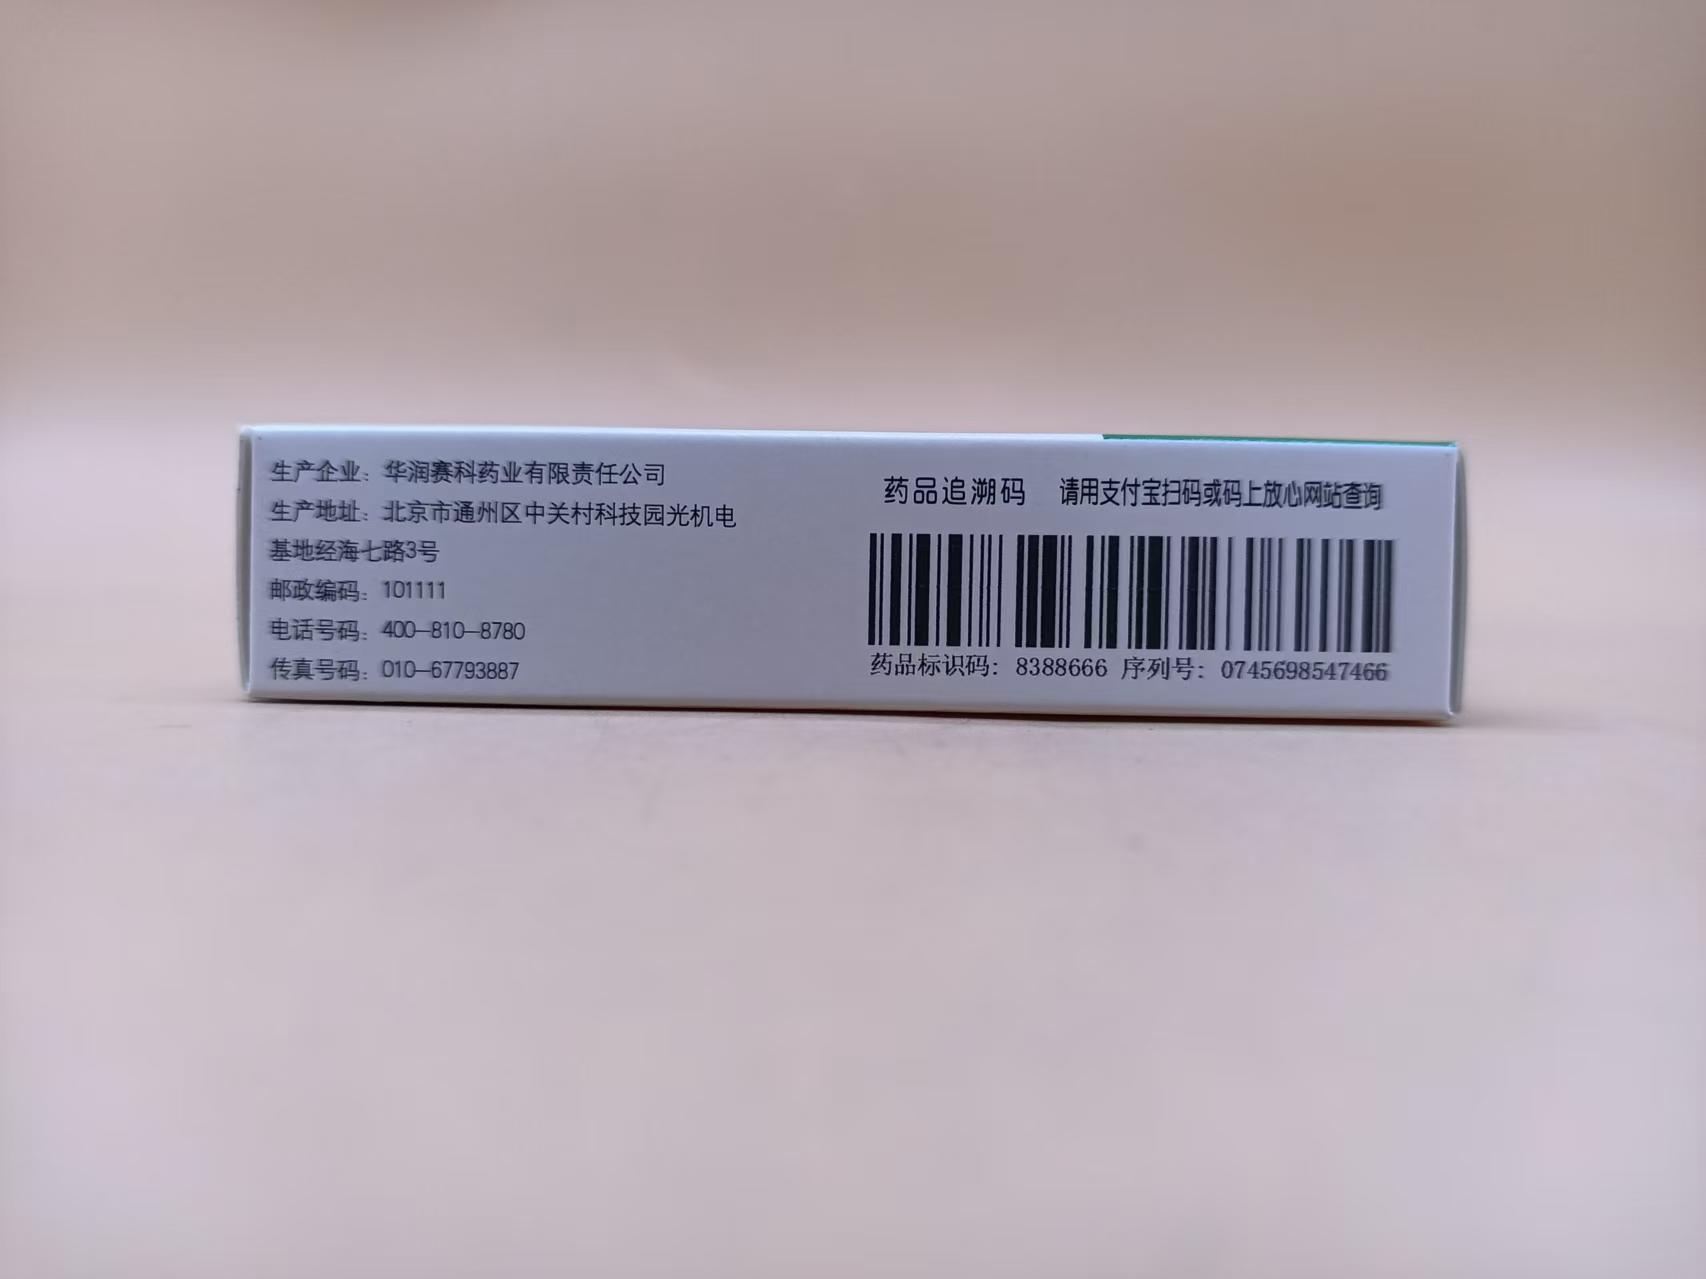 生产企业：华润赛科药业有限责任公司
生产地址：北京市通州区中关村科技园光机电
基地经海七路3号
邮政编码：101111
电话号码：400-810-8780
传真号码：010-67793887
药品追溯码 请用支付宝扫码或码上放心网站查询
药品标识码：8388666 序列号：0745698547466